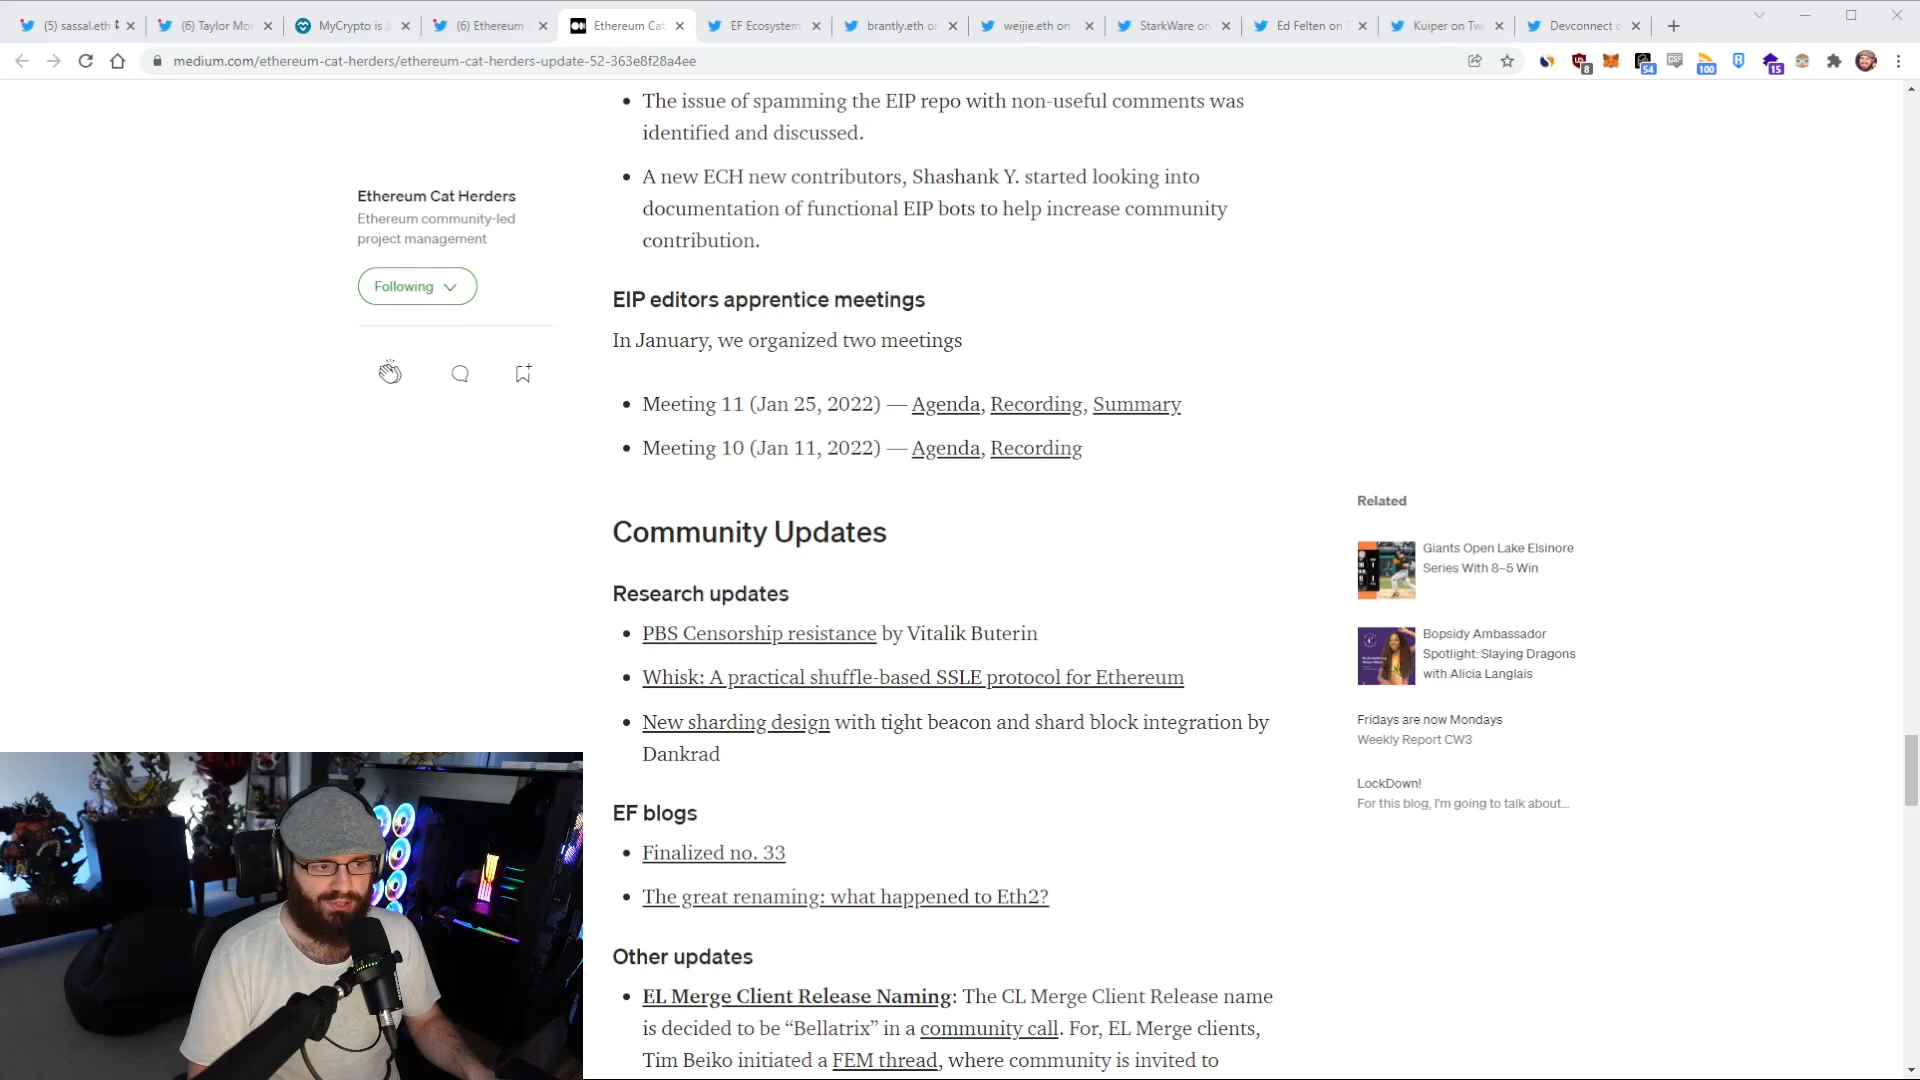 (5) sassal.eth
(6) Taylor Mo
MyCrypto is J
(6) Ethereum
Ethereum Cat
EF Ecosystem
brantly.eth or
weijie.eth on
StarkWare on
Ed Felten on T
Kuiper on Tw
Devconnect o
medium.com/ethereum-cat-herders/ethereum-cat-herders-update-52-363e8f28a4ee
8
54
100
15
The issue of spamming the EIP repo with non-useful comments was
identified and discussed.
A new ECH new contributors, Shashank Y. started looking into
documentation of functional EIP bots to help increase community
contribution.
Ethereum Cat Herders
Ethereum community-led
project management
Following
EIP editors apprentice meetings
In January, we organized two meetings
Meeting 11 (Jan 25, 2022) — Agenda, Recording, Summary
Meeting 10 (Jan 11, 2022) — Agenda, Recording
Community Updates
Research updates
PBS Censorship resistance by Vitalik Buterin
Whisk: A practical shuffle-based SSLE protocol for Ethereum
New sharding design with tight beacon and shard block integration by
Dankrad
EF blogs
Finalized no. 33
The great renaming: what happened to Eth2?
Other updates
EL Merge Client Release Naming: The CL Merge Client Release name
is decided to be “Bellatrix” in a community call. For, EL Merge clients,
Tim Beiko initiated a FEM thread, where community is invited to
Related
Giants Open Lake Elsinore
Series With 8–5 Win
Bopsidy Ambassador
Spotlight: Slaying Dragons
with Alicia Langlais
Fridays are now Mondays
Weekly Report CW3
LockDown!
For this blog, I'm going to talk about...